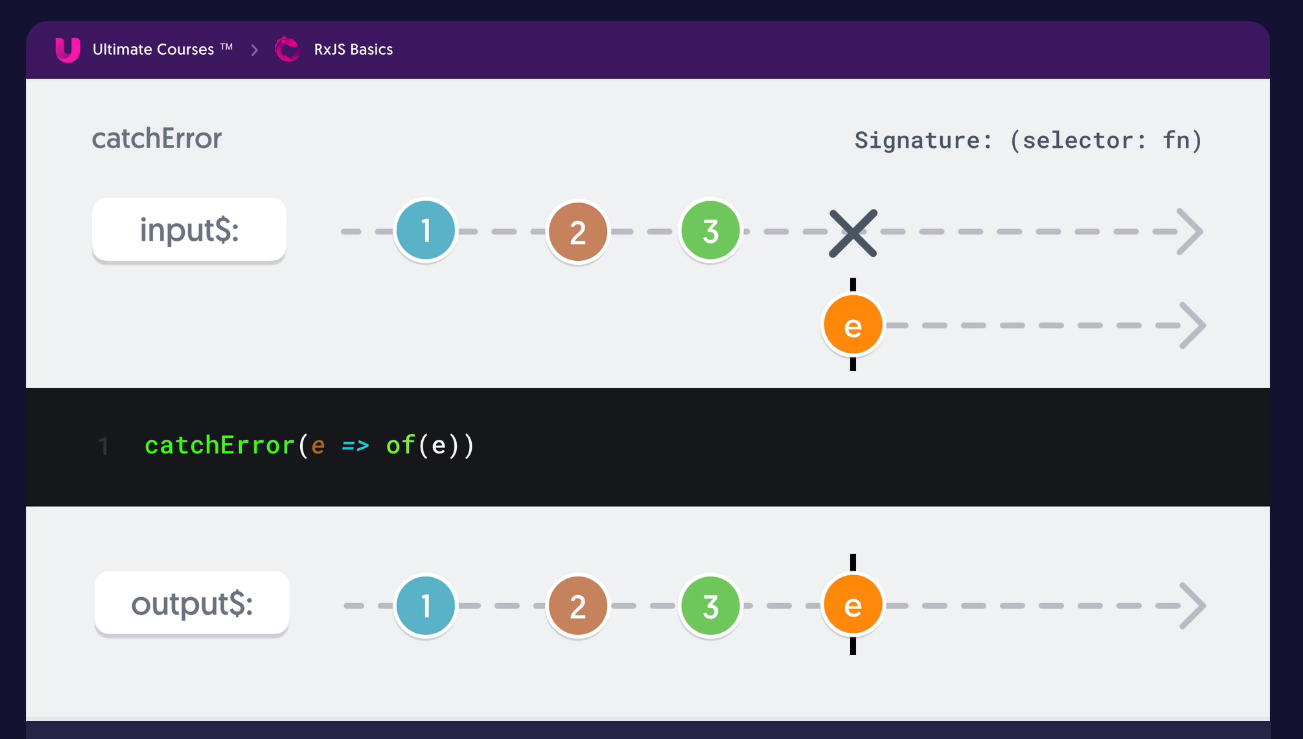 Ultimate Courses ™ > RxJS Basics
catchError
Signature: (selector: fn)
input$:
1 2 3
e
1 catchError(e => of(e))
output$:
1 2 3 e